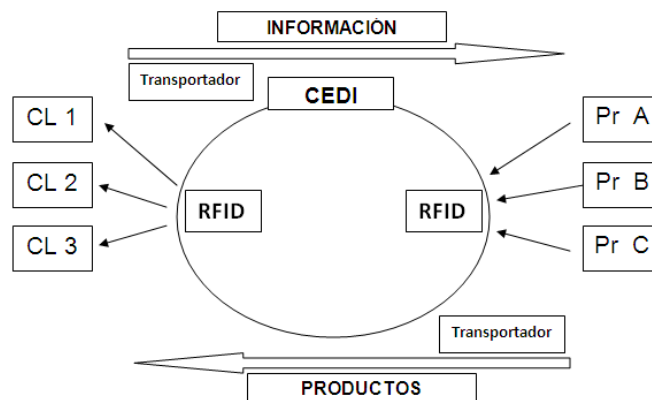 INFORMACIÓN
Transportador
CEDI
CL 1
Pr A
CL 2
Pr B
RFID
RFID
CL 3
Pr C
Transportador
PRODUCTOS